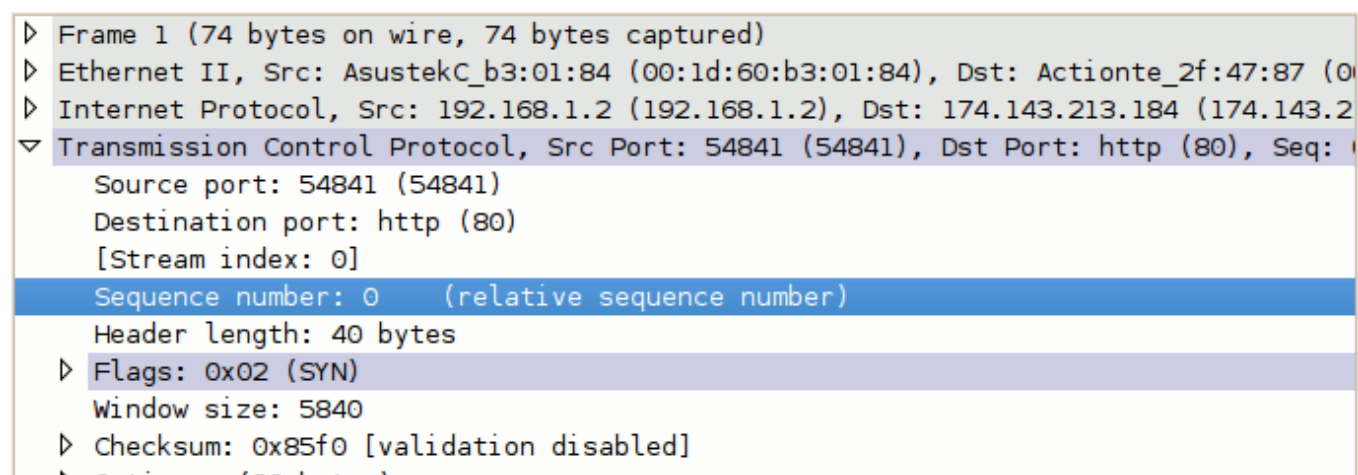 Frame 1 (74 bytes on wire, 74 bytes captured)
Ethernet II, Src: AsustekC_b3:01:84 (00:1d:60:b3:01:84), Dst: Actionte_2f:47:87 (0
Internet Protocol, Src: 192.168.1.2 (192.168.1.2), Dst: 174.143.213.184 (174.143.2
Transmission Control Protocol, Src Port: 54841 (54841), Dst Port: http (80), Seq:
Source port: 54841 (54841)
Destination port: http (80)
[Stream index: 0]
Sequence number: 0 (relative sequence number)
Header length: 40 bytes
Flags: 0x02 (SYN)
Window size: 5840
Checksum: 0x85f0 [validation disabled]